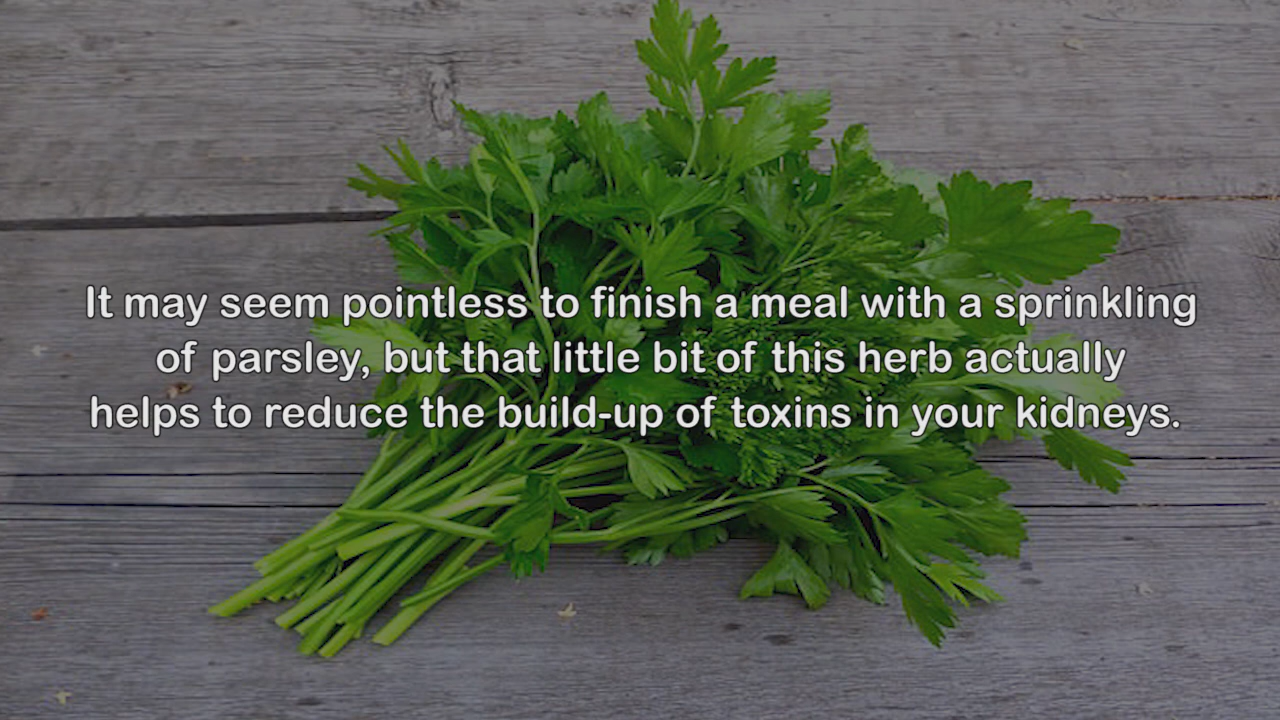 It may seem pointless to finish a meal with a sprinkling
of parsley, but that little bit of this herb actually
helps to reduce the build-up of toxins in your kidneys.